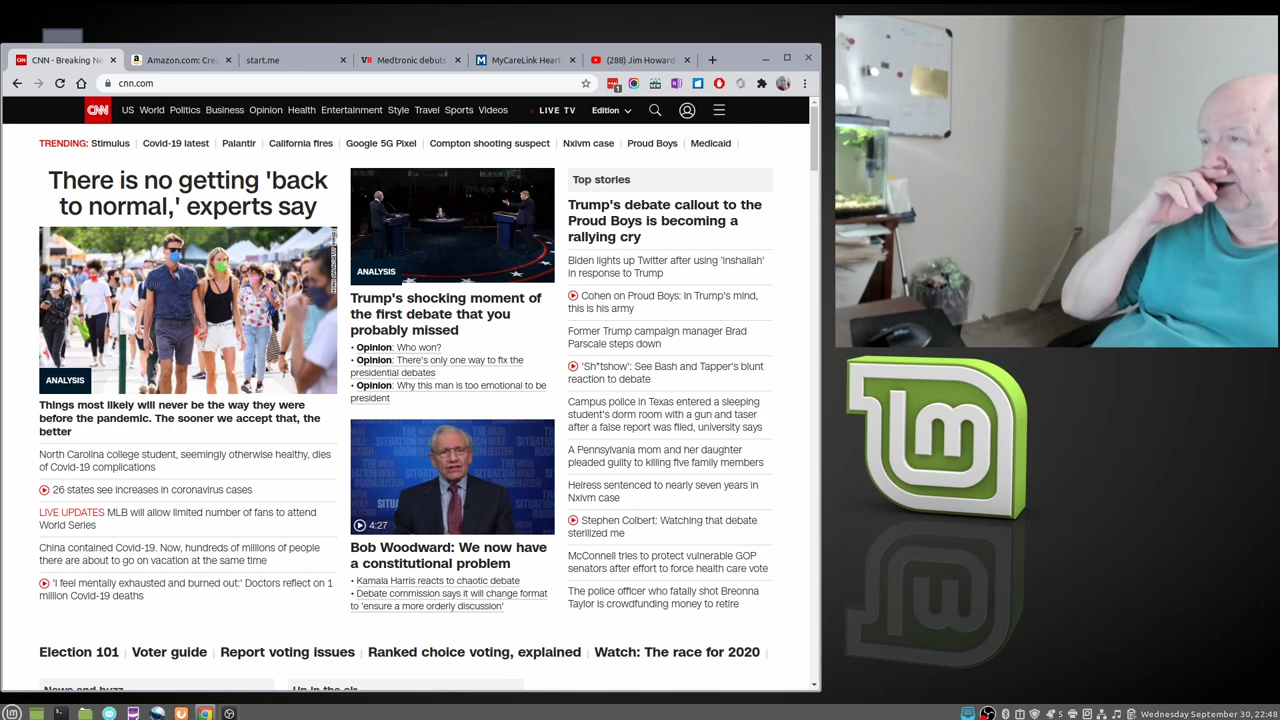 CNN - Breaking Ne
Amazon.com: Crea
start.me
VB Medtronic debuts
MyCareLink Heart
(288) Jim Howard
cnn.com
1
CNN
US World Politics Business Opinion Health Entertainment Style Travel Sports Videos
LIVE TV
Edition
TRENDING: Stimulus Covid-19 latest Palantir California fires Google 5G Pixel Compton shooting suspect Nxivm case Proud Boys Medicaid
There is no getting 'back
to normal,' experts say
ANALYSIS
Things most likely will never be the way they were
before the pandemic. The sooner we accept that, the
better
North Carolina college student, seemingly otherwise healthy, dies
of Covid-19 complications
26 states see increases in coronavirus cases
LIVE UPDATES MLB will allow limited number of fans to attend
World Series
China contained Covid-19. Now, hundreds of millions of people
there are about to go on vacation at the same time
'I feel mentally exhausted and burned out:' Doctors reflect on 1
million Covid-19 deaths
ANALYSIS
Trump's shocking moment of
the first debate that you
probably missed
• Opinion: Who won?
• Opinion: There's only one way to fix the
presidential debates
• Opinion: Why this man is too emotional to be
president
4:27
Bob Woodward: We now have
a constitutional problem
• Kamala Harris reacts to chaotic debate
• Debate commission says it will change format
to 'ensure a more orderly discussion'
Top stories
Trump's debate callout to the
Proud Boys is becoming a
rallying cry
Biden lights up Twitter after using 'inshallah'
in response to Trump
Cohen on Proud Boys: In Trump's mind,
this is his army
Former Trump campaign manager Brad
Parscale steps down
'Sh*tshow': See Bash and Tapper's blunt
reaction to debate
Campus police in Texas entered a sleeping
student's dorm room with a gun and taser
after a false report was filed, university says
A Pennsylvania mom and her daughter
pleaded guilty to killing five family members
Heiress sentenced to nearly seven years in
Nxivm case
Stephen Colbert: Watching that debate
sterilized me
McConnell tries to protect vulnerable GOP
senators after effort to force health care vote
The police officer who fatally shot Breonna
Taylor is crowdfunding money to retire
Election 101 Voter guide Report voting issues Ranked choice voting, explained Watch: The race for 2020
News and buzz
Up in the air
5
Wednesday September 30, 22:48